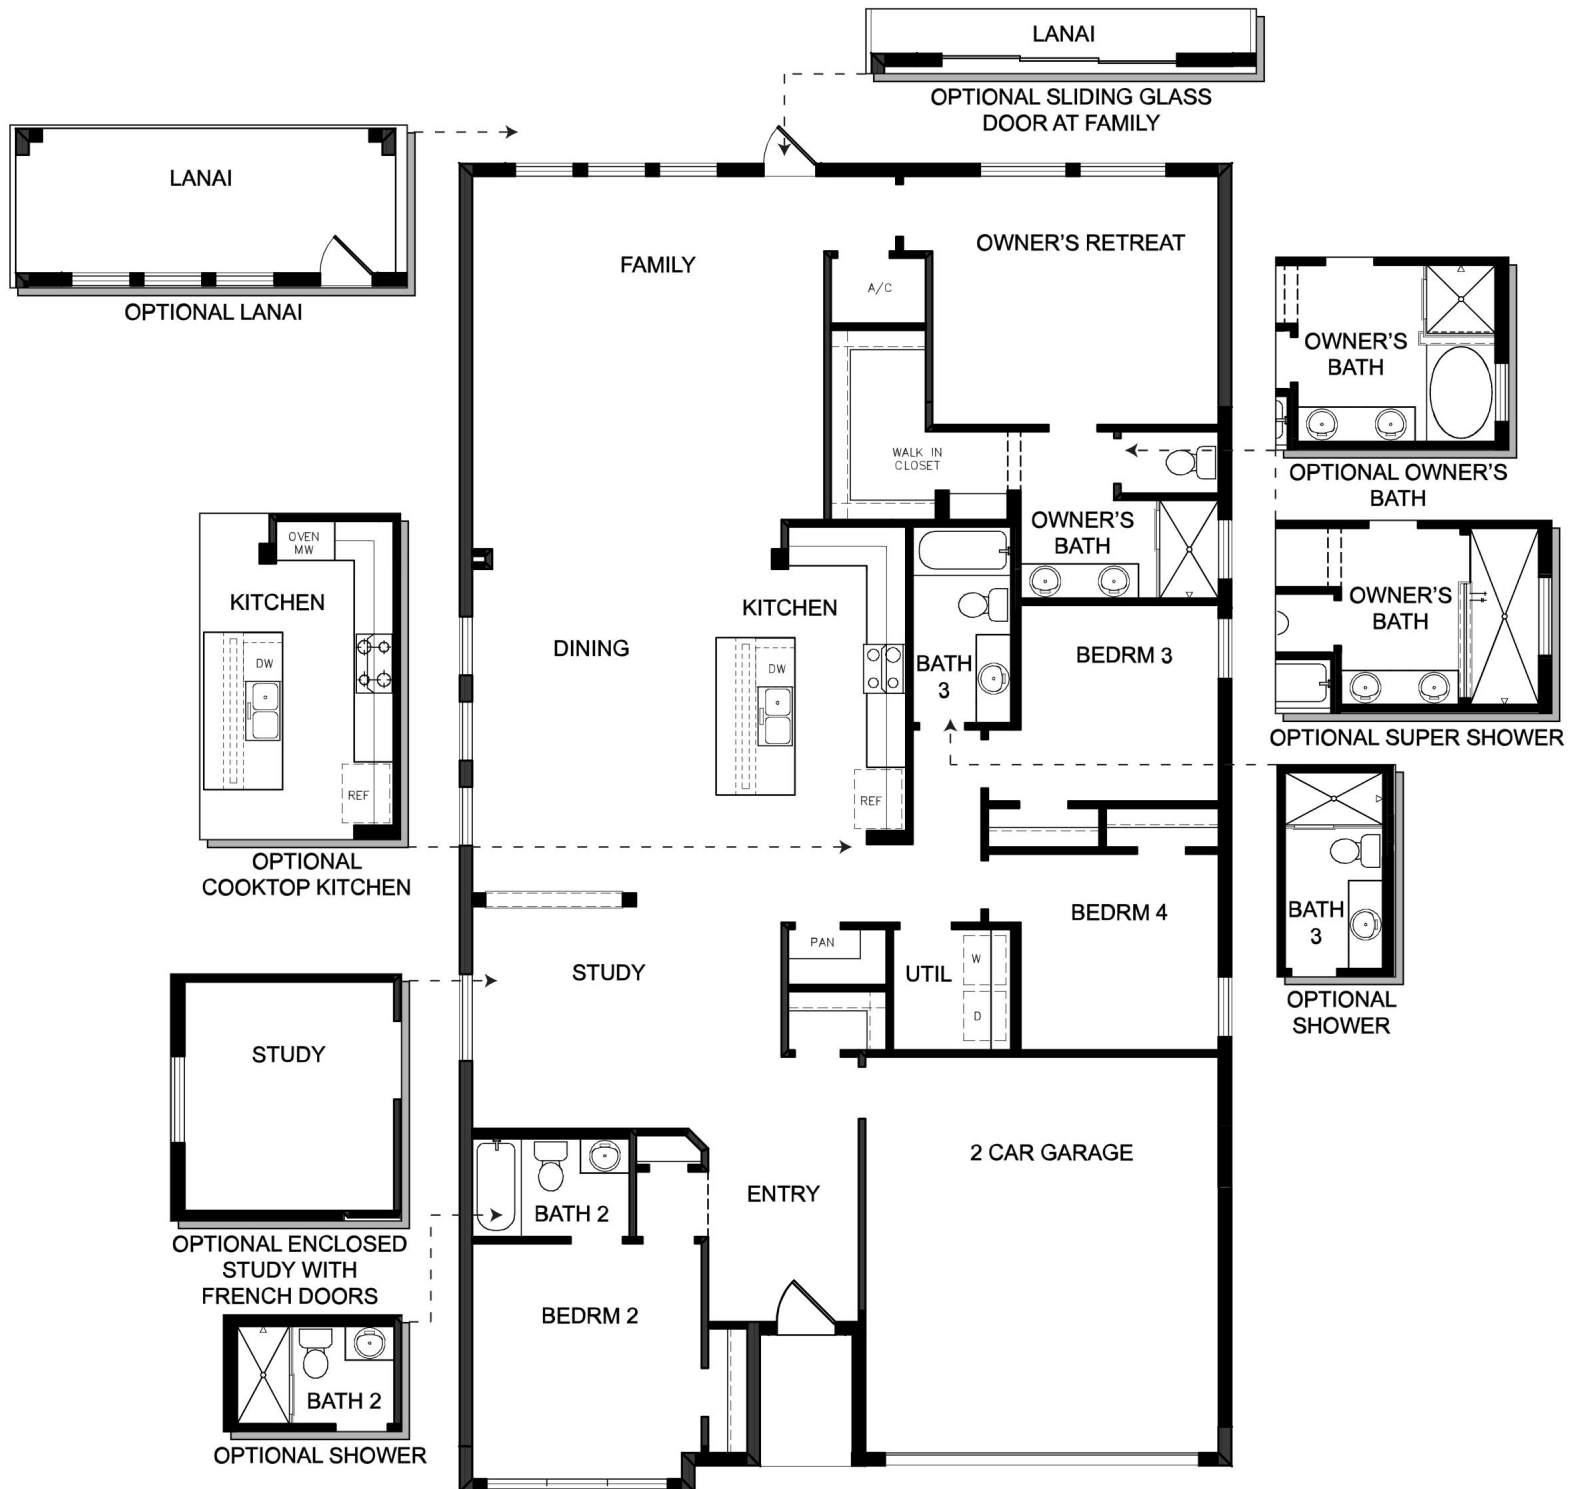 LANAI
OPTIONAL SLIDING GLASS
DOOR AT FAMILY
LANAI
OPTIONAL LANAI
FAMILY
OWNER'S RETREAT
A/C
WALK IN
CLOSET
OWNER'S
BATH
OWNER'S
BATH
OPTIONAL OWNER'S
BATH
OVEN
MW
KITCHEN
DW
REF
OPTIONAL
COOKTOP KITCHEN
DINING
KITCHEN
DW
REF
BATH
3
BEDRM 3
OWNER'S
BATH
OPTIONAL SUPER SHOWER
BATH
3
OPTIONAL
SHOWER
BEDRM 4
PAN
UTIL
W
D
STUDY
STUDY
OPTIONAL ENCLOSED
STUDY WITH
FRENCH DOORS
2 CAR GARAGE
ENTRY
BATH 2
BEDRM 2
BATH 2
OPTIONAL SHOWER